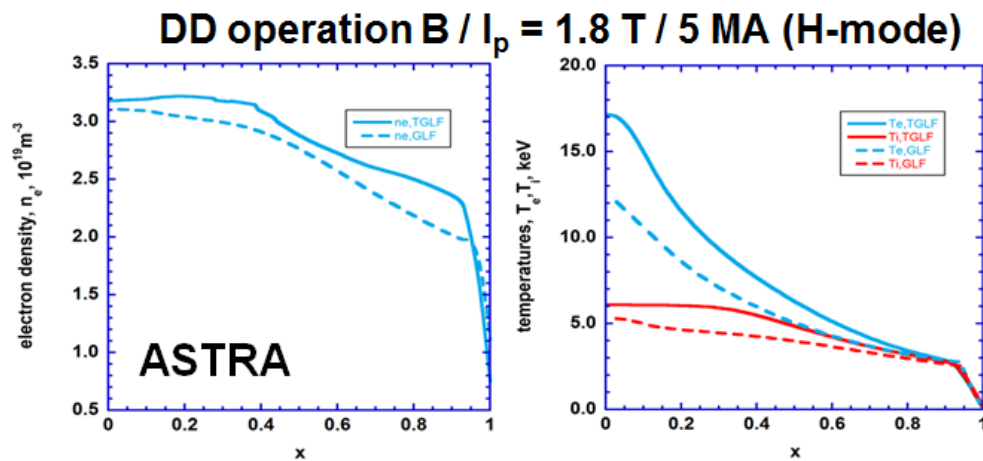 DD operation B / Ip = 1.8 T / 5 MA (H-mode)
electron density, ne, 10^19 m^-3
3.5
3.0
2.5
2.0
1.5
1.0
0.5
ne,TGLF
ne,GLF
ASTRA
0
0.2
0.4
0.6
0.8
1
x
temperatures, Te,Ti, keV
20.0
15.0
10.0
5.0
0.0
Te,TGLF
Ti,TGLF
Te,GLF
Ti,GLF
0
0.2
0.4
0.6
0.8
1
x